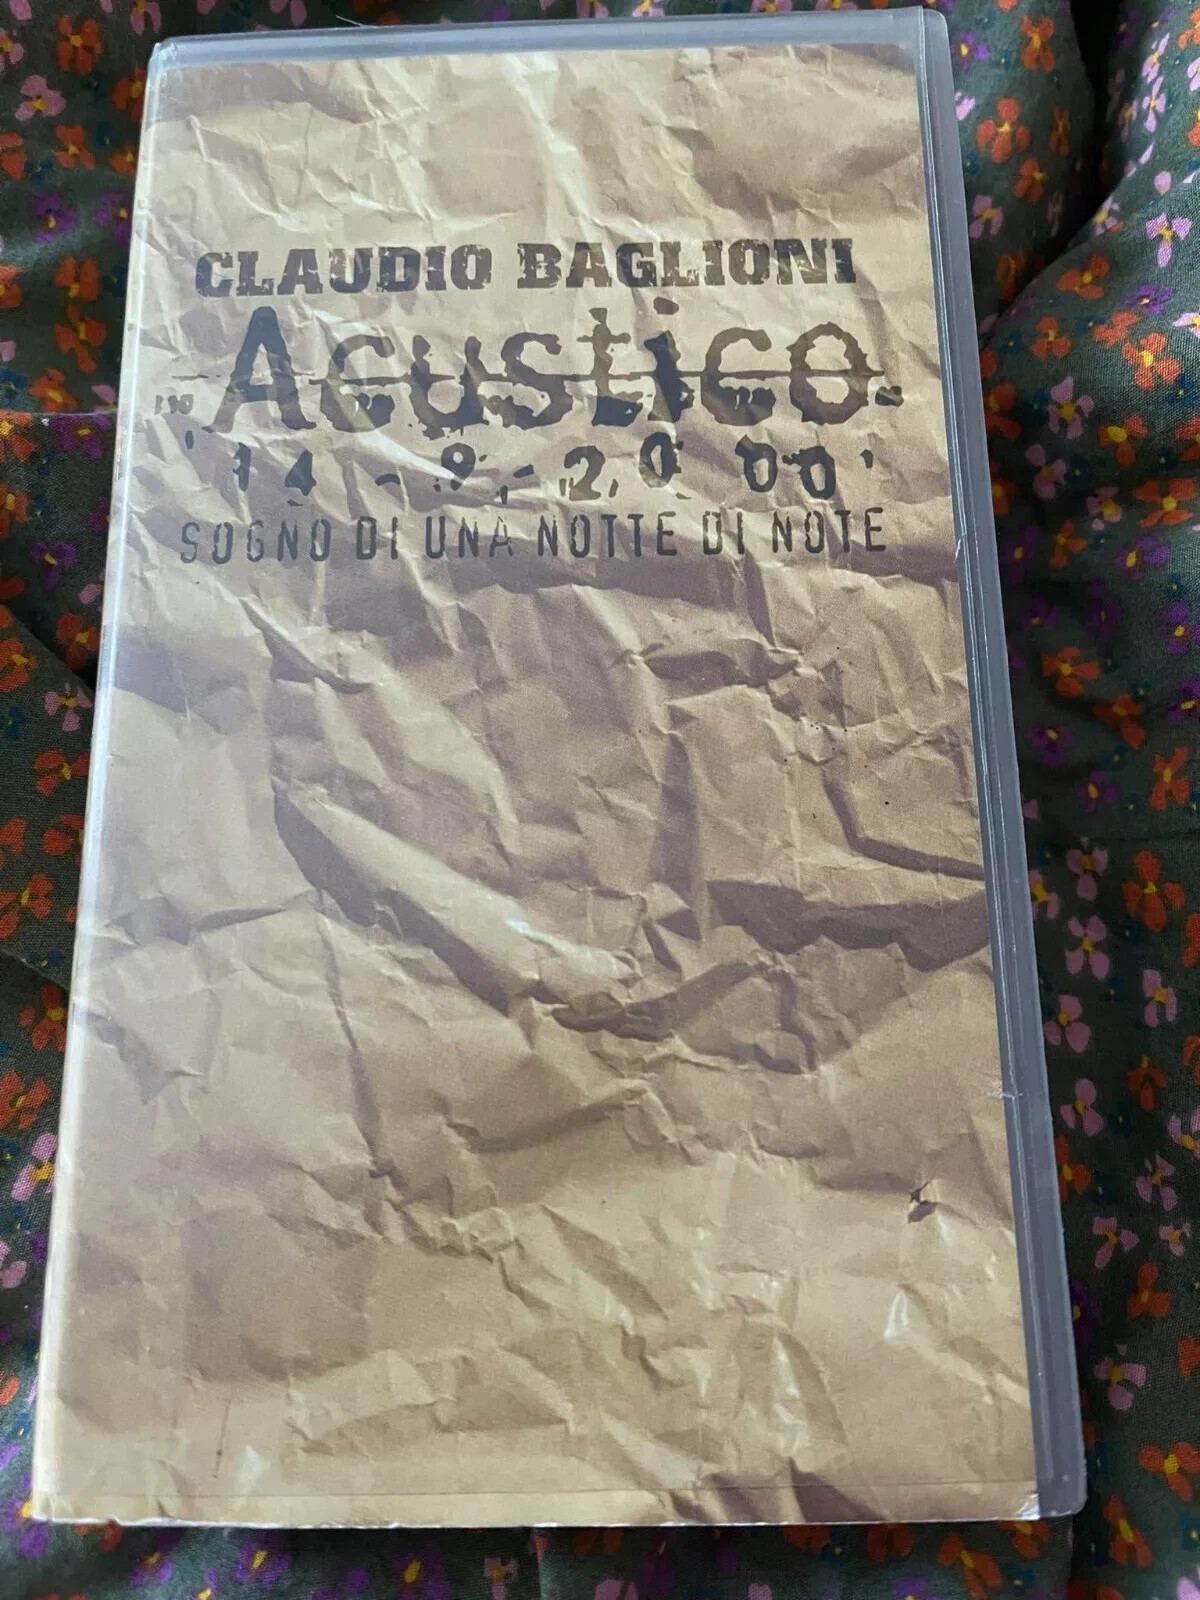 CLAUDIO BAGLIONI
Acustico
'14-9-2000'
SOGNO DI UNA NOTTE DI NOTE